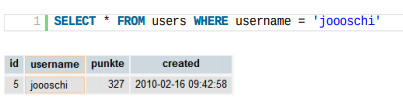 1 SELECT * FROM users WHERE username = 'joooschi'
id username punkte created
5 joooschi 327 2010-02-16 09:42:58